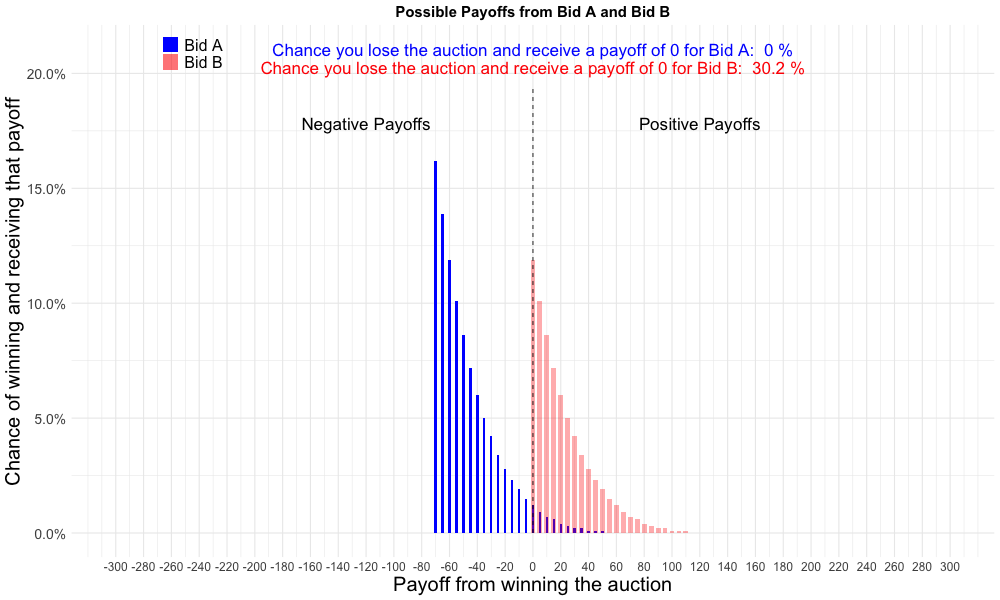 Possible Payoffs from Bid A and Bid B
Bid A
Bid B
Chance you lose the auction and receive a payoff of 0 for Bid A:  0 %
Chance you lose the auction and receive a payoff of 0 for Bid B:  30.2 %
Negative Payoffs
Positive Payoffs
Chance of winning and receiving that payoff
20.0%
15.0%
10.0%
5.0%
0.0%
-300 -280 -260 -240 -220 -200 -180 -160 -140 -120 -100 -80 -60 -40 -20 0 20 40 60 80 100 120 140 160 180 200 220 240 260 280 300
Payoff from winning the auction